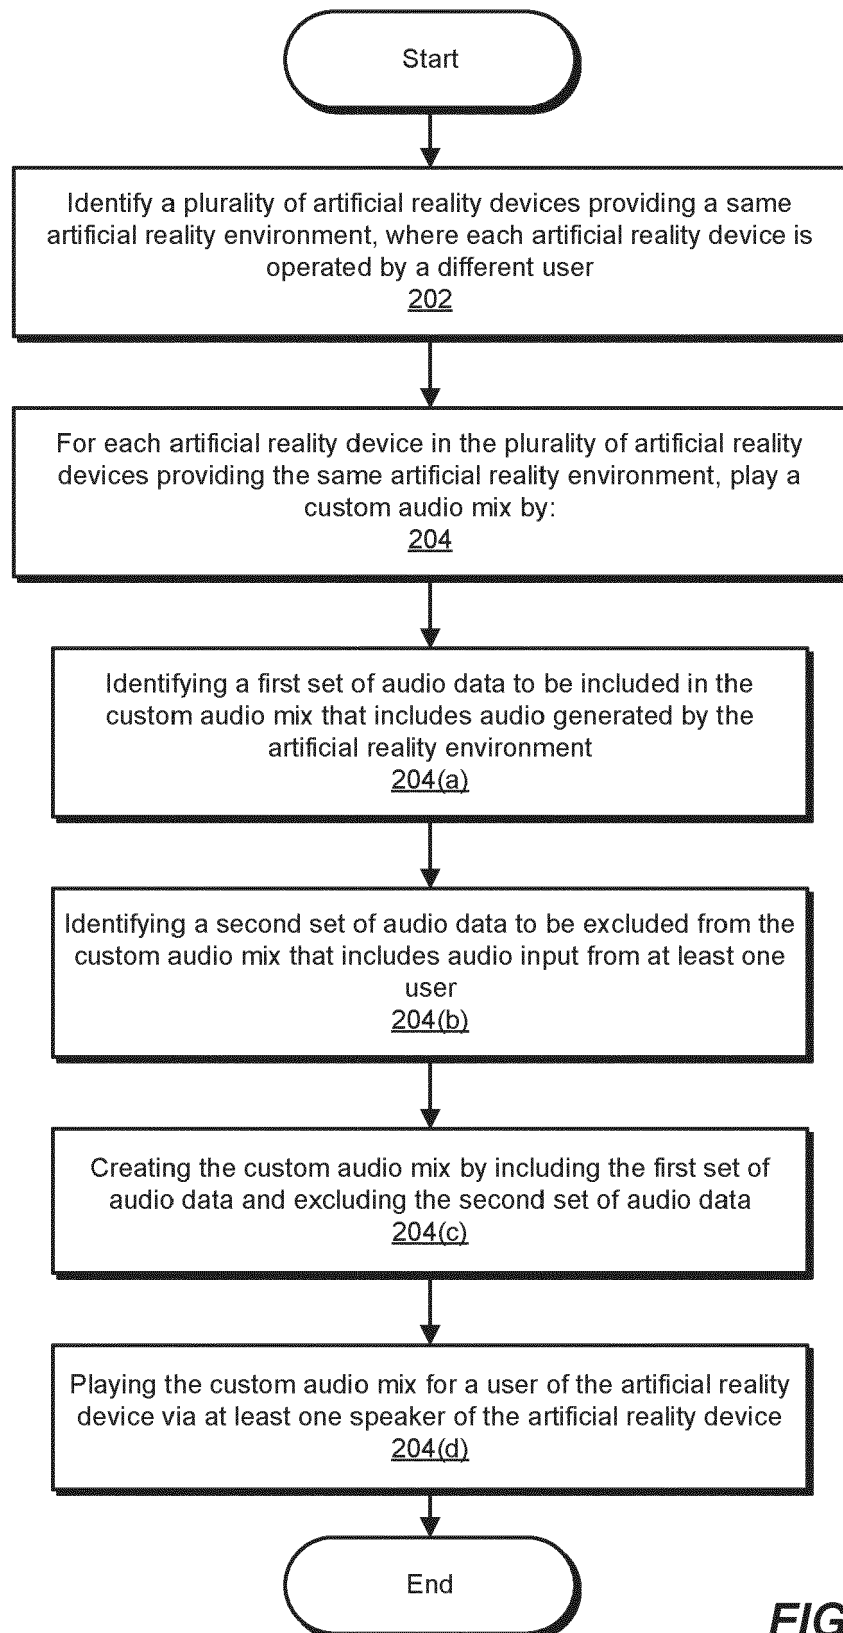 Start
Identify a plurality of artificial reality devices providing a same
artificial reality environment, where each artificial reality device is
operated by a different user
202
For each artificial reality device in the plurality of artificial reality
devices providing the same artificial reality environment, play a
custom audio mix by:
204
Identifying a first set of audio data to be included in the
custom audio mix that includes audio generated by the
artificial reality environment
204(a)
Identifying a second set of audio data to be excluded from the
custom audio mix that includes audio input from at least one
user
204(b)
Creating the custom audio mix by including the first set of
audio data and excluding the second set of audio data
204(c)
Playing the custom audio mix for a user of the artificial reality
device via at least one speaker of the artificial reality device
204(d)
End
FIG